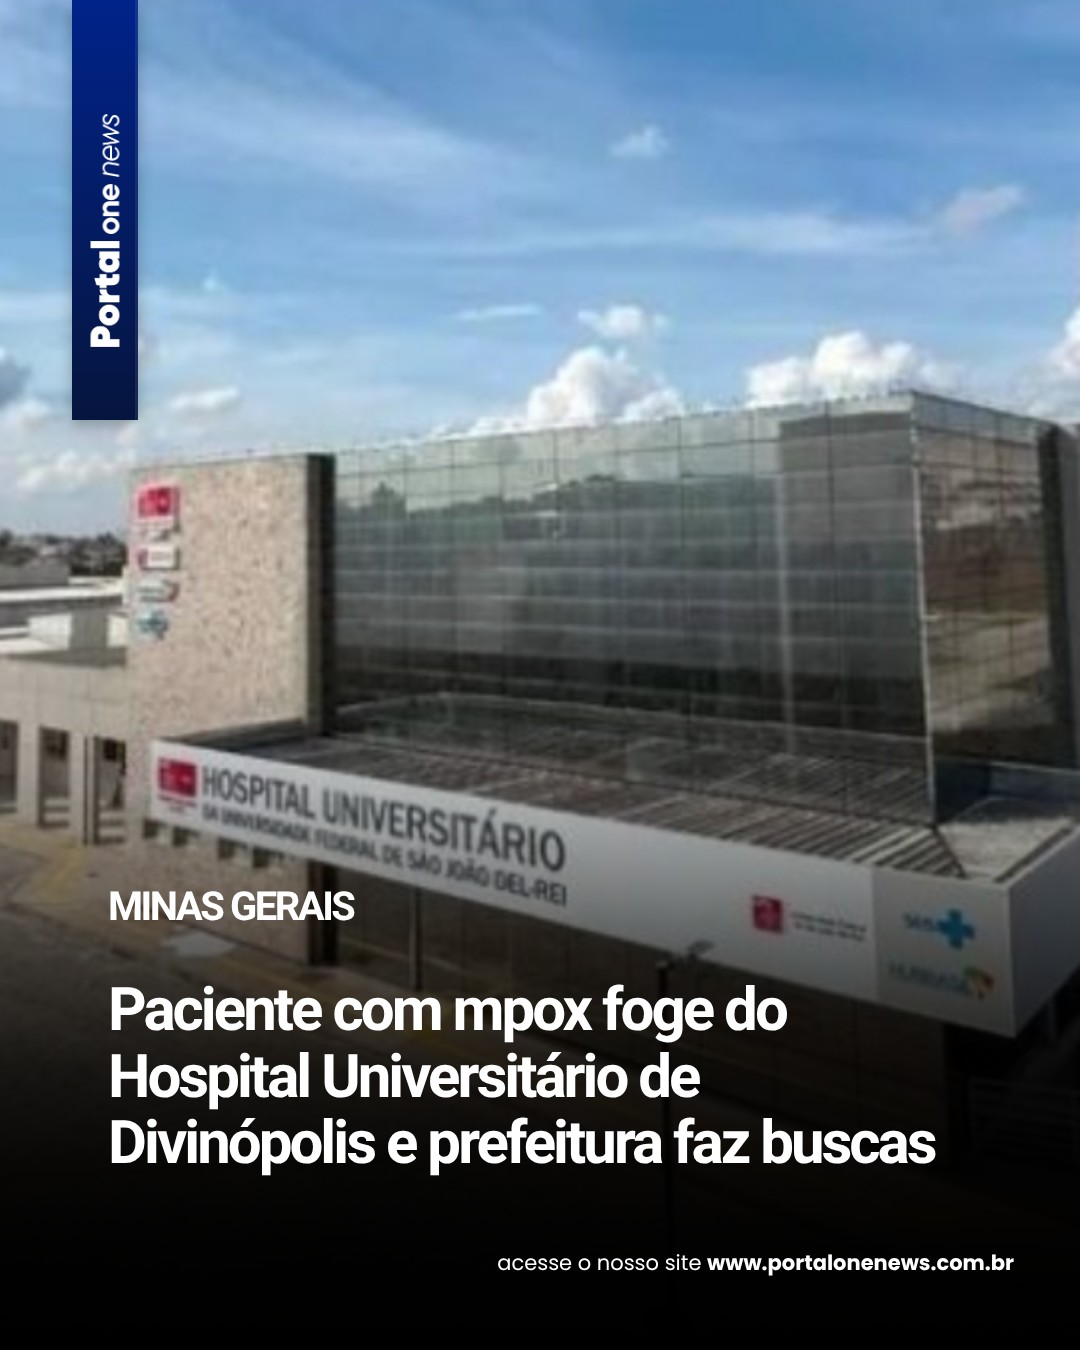 Portal one news
HOSPITAL UNIVERSITÁRIO
DA UNIVERSIDADE FEDERAL DE SÃO JOÃO DEL-REI
MINAS GERAIS
Paciente com mpox foge do
Hospital Universitário de
Divinópolis e prefeitura faz buscas
acesse o nosso site www.portalonenews.com.br